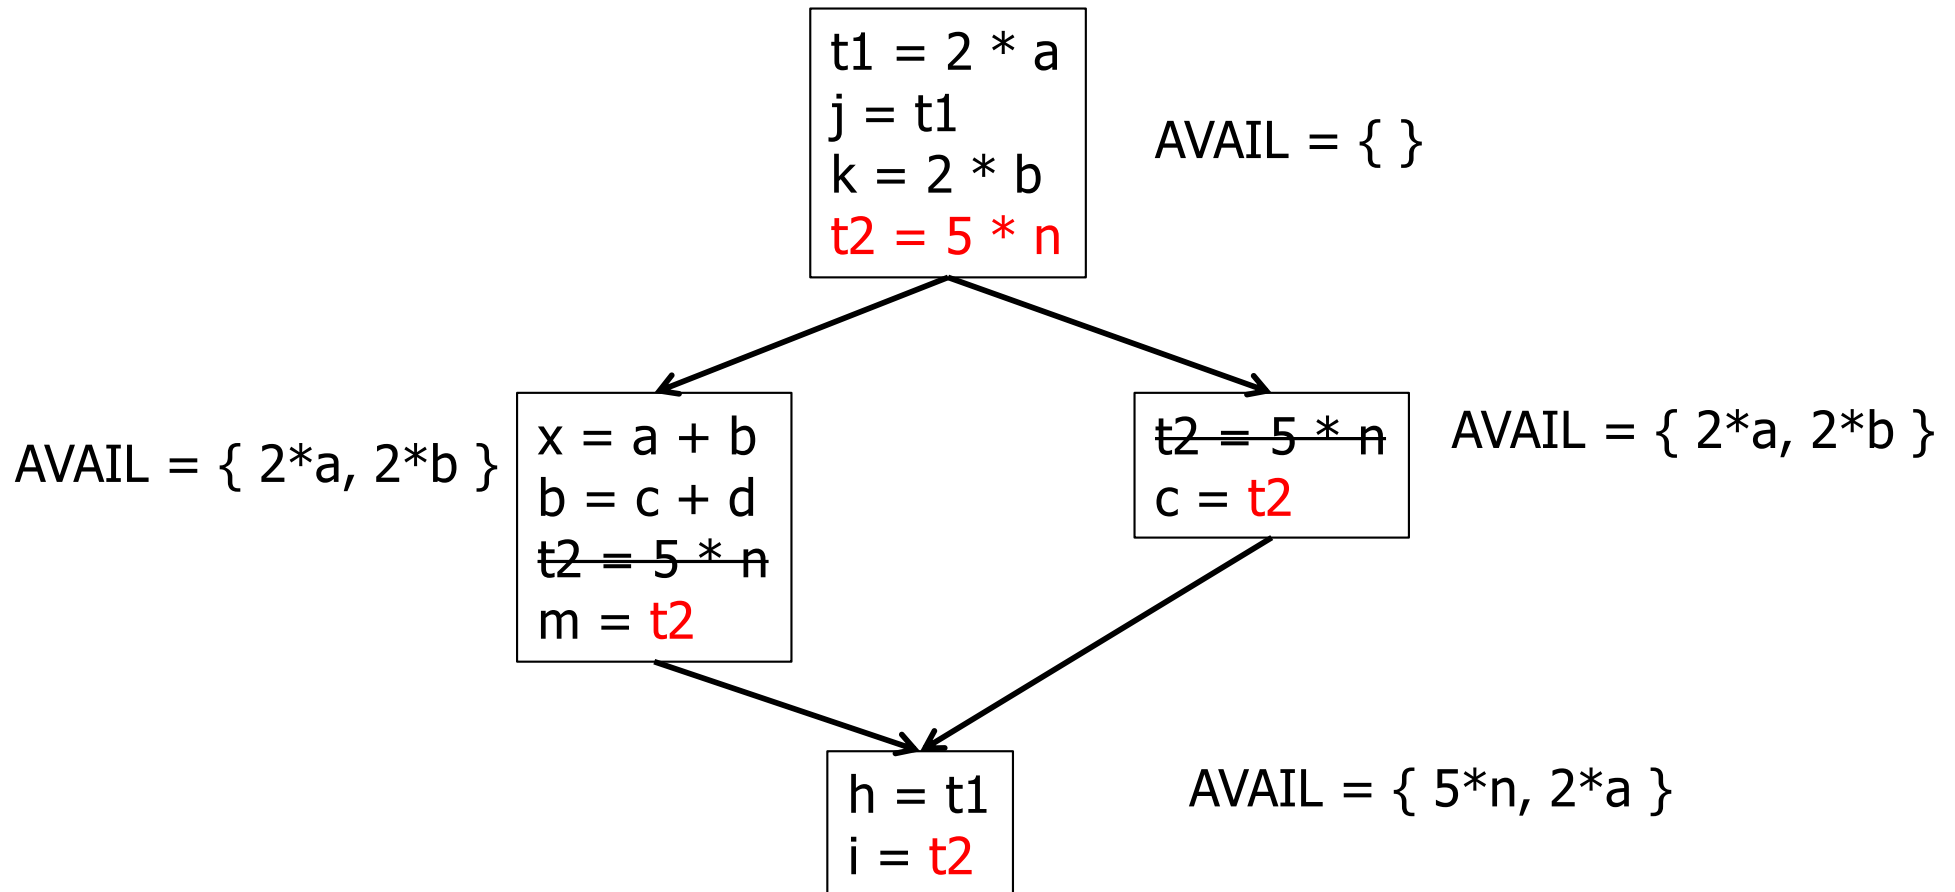 t1 = 2 * a
j = t1
k = 2 * b
t2 = 5 * n
AVAIL = { }
AVAIL = { 2*a, 2*b }
x = a + b
b = c + d
t2 = 5 * n
m = t2
t2 = 5 * n
c = t2
AVAIL = { 2*a, 2*b }
h = t1
i = t2
AVAIL = { 5*n, 2*a }